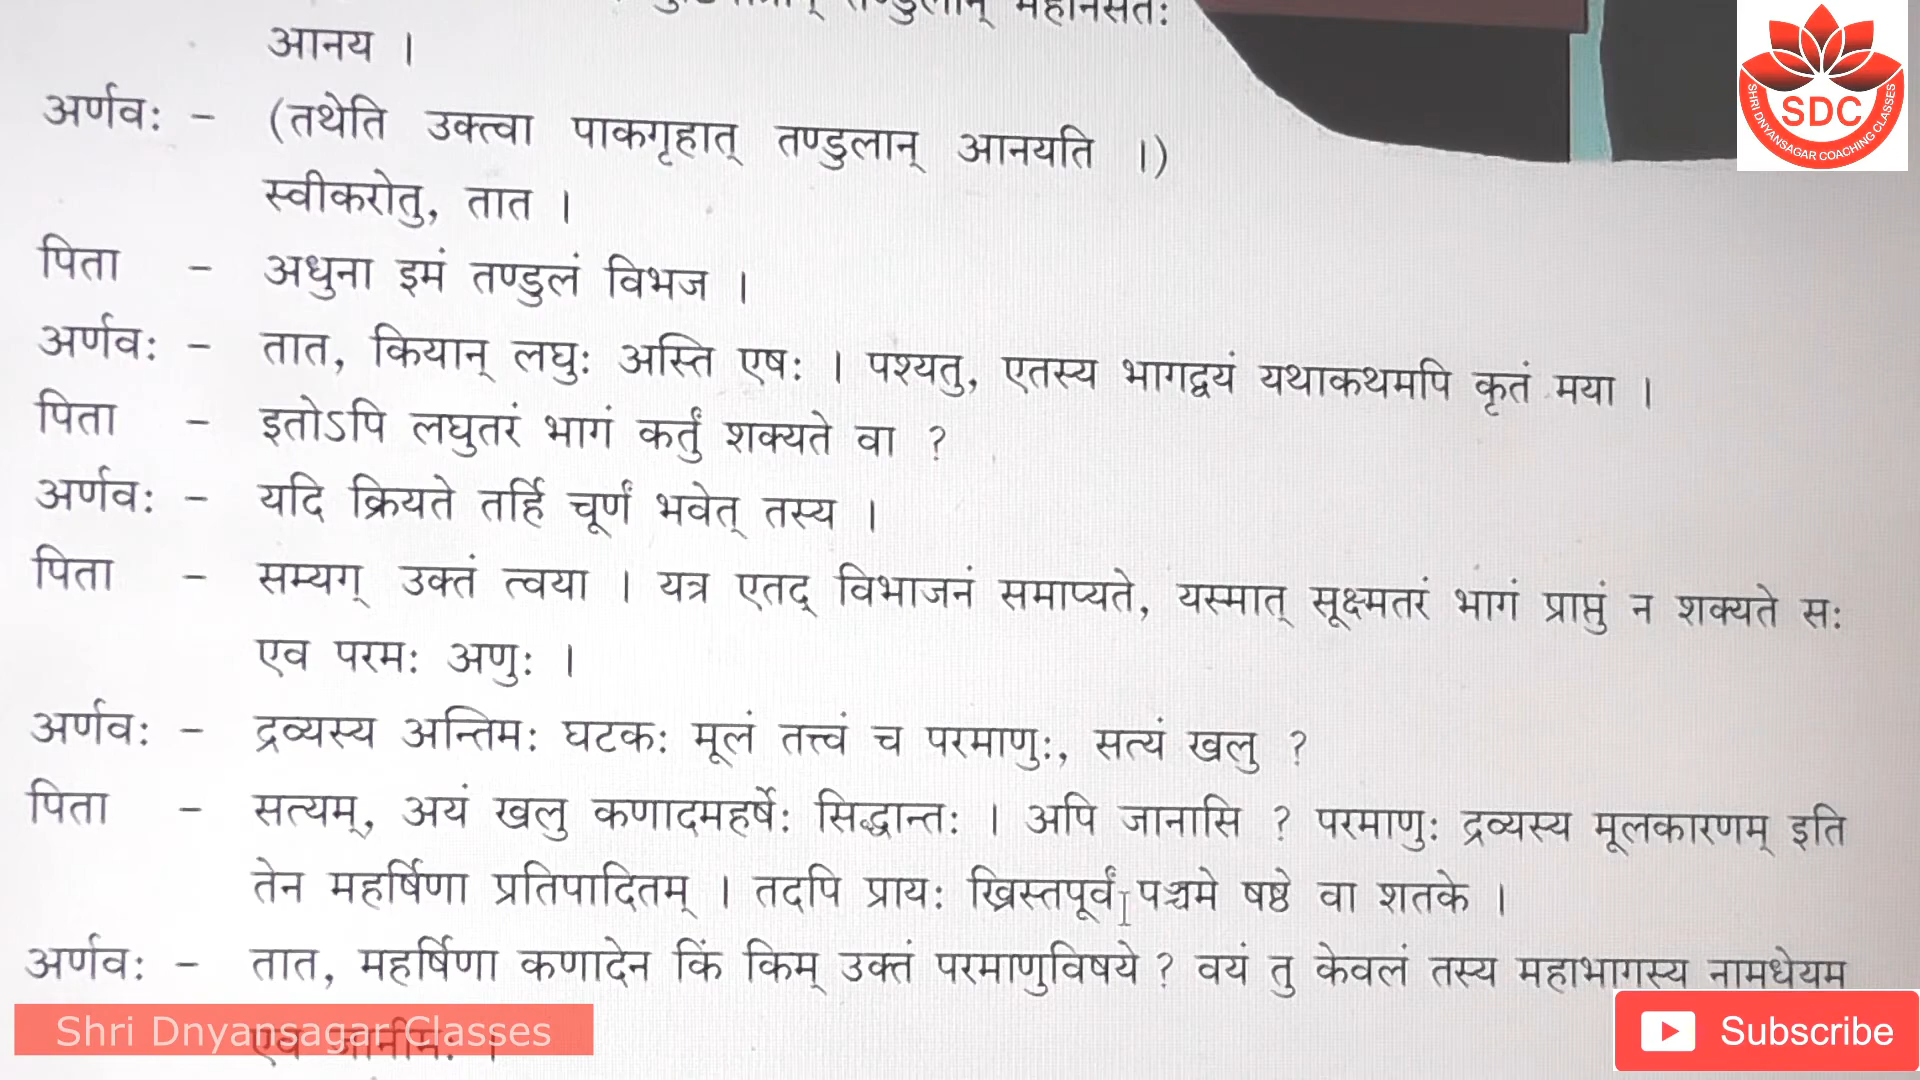 तण्डुलान् महानसतः
आनय ।
अर्णवः - (तथेति उक्त्वा पाकगृहात् तण्डुलान् आनयति ।)
स्वीकरोतु, तात ।
पिता - अधुना इमं तण्डुलं विभज ।
अर्णवः - तात, कियान् लघुः अस्ति एषः । पश्यतु, एतस्य भागद्वयं यथाकथमपि कृतं मया ।
पिता - इतोऽपि लघुतरं भागं कर्तुं शक्यते वा ?
अर्णवः - यदि क्रियते तर्हि चूर्णं भवेत् तस्य ।
पिता - सम्यग् उक्तं त्वया । यत्र एतद् विभाजनं समाप्यते, यस्मात् सूक्ष्मतरं भागं प्राप्तुं न शक्यते सः
एव परमः अणुः ।
अर्णवः - द्रव्यस्य अन्तिमः घटकः मूलं तत्त्वं च परमाणुः, सत्यं खलु ?
पिता - सत्यम्, अयं खलु कणादमहर्षेः सिद्धान्तः । अपि जानासि ? परमाणुः द्रव्यस्य मूलकारणम् इति
तेन महर्षिणा प्रतिपादितम् । तदपि प्रायः ख्रिस्तपूर्वं पञ्चमे षष्ठे वा शतके ।
अर्णवः - तात, महर्षिणा कणादेन किं किम् उक्तं परमाणुविषये ? वयं तु केवलं तस्य महाभागस्य नामधेयम
एव जानीमः ।
SDC
SHRI DNYANSAGAR COACHING CLASSES
Shri Dnyansagar Classes
Subscribe